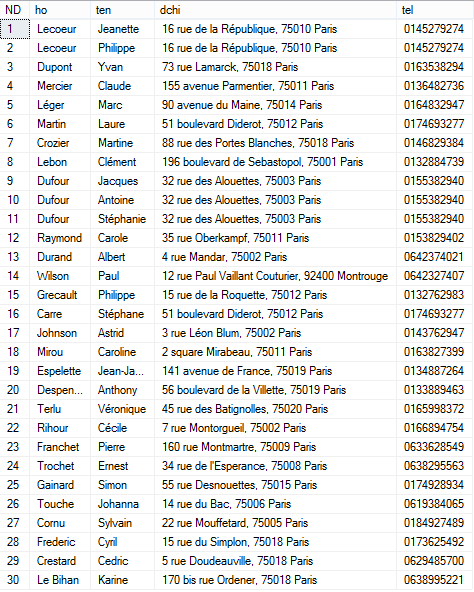 ND ho ten dchi tel
1 Lecoeur Jeanette 16 rue de la République, 75010 Paris 0145279274
2 Lecoeur Philippe 16 rue de la République, 75010 Paris 0145279274
3 Dupont Yvan 73 rue Lamarck, 75018 Paris 0163538294
4 Mercier Claude 155 avenue Parmentier, 75011 Paris 0136482736
5 Léger Marc 90 avenue du Maine, 75014 Paris 0164832947
6 Martin Laure 51 boulevard Diderot, 75012 Paris 0174693277
7 Crozier Martine 88 rue des Portes Blanches, 75018 Paris 0146829384
8 Lebon Clément 196 boulevard de Sebastopol, 75001 Paris 0132884739
9 Dufour Jacques 32 rue des Alouettes, 75003 Paris 0155382940
10 Dufour Antoine 32 rue des Alouettes, 75003 Paris 0155382940
11 Dufour Stéphanie 32 rue des Alouettes, 75003 Paris 0155382940
12 Raymond Carole 35 rue Oberkampf, 75011 Paris 0153829402
13 Durand Albert 4 rue Mandar, 75002 Paris 0642374021
14 Wilson Paul 12 rue Paul Vaillant Couturier, 92400 Montrouge 0642327407
15 Grecault Philippe 15 rue de la Roquette, 75012 Paris 0132762983
16 Carre Stéphane 51 boulevard Diderot, 75012 Paris 0174693277
17 Johnson Astrid 3 rue Léon Blum, 75002 Paris 0143762947
18 Mirou Caroline 2 square Mirabeau, 75011 Paris 0163827399
19 Espelette Jean-Ja... 141 avenue de France, 75019 Paris 0134887264
20 Despen... Anthony 56 boulevard de la Villette, 75019 Paris 0133889463
21 Terlu Véronique 45 rue des Batignolles, 75020 Paris 0165998372
22 Rihour Cécile 7 rue Montorgueil, 75002 Paris 0166894754
23 Franchet Pierre 160 rue Montmartre, 75009 Paris 0633628549
24 Trochet Ernest 34 rue de l'Esperance, 75008 Paris 0638295563
25 Gainard Simon 55 rue Desnouettes, 75015 Paris 0174928934
26 Touche Johanna 14 rue du Bac, 75006 Paris 0619384065
27 Cornu Sylvain 22 rue Mouffetard, 75005 Paris 0184927489
28 Frederic Cyril 15 rue du Simplon, 75018 Paris 0173625492
29 Crestard Cedric 5 rue Doudeauville, 75018 Paris 0629485700
30 Le Bihan Karine 170 bis rue Ordener, 75018 Paris 0638995221